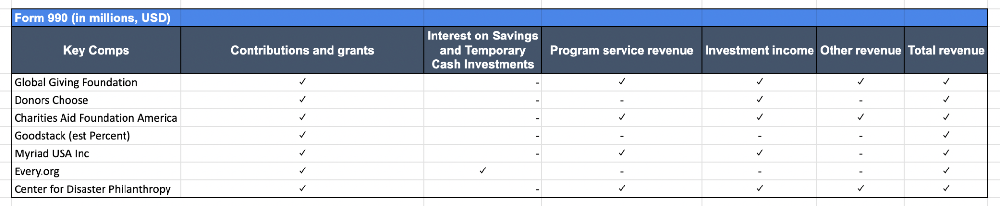 Form 990 (in millions, USD)
Key Comps Contributions and grants Interest on Savings and Temporary Cash Investments Program service revenue Investment income Other revenue Total revenue
Global Giving Foundation ✓ - ✓ ✓ ✓ ✓
Donors Choose ✓ - - ✓ - ✓
Charities Aid Foundation America ✓ - ✓ ✓ ✓ ✓
Goodstack (est Percent) ✓ - - - - ✓
Myriad USA Inc ✓ - ✓ ✓ - ✓
Every.org ✓ ✓ - - - ✓
Center for Disaster Philanthropy ✓ - ✓ ✓ ✓ ✓